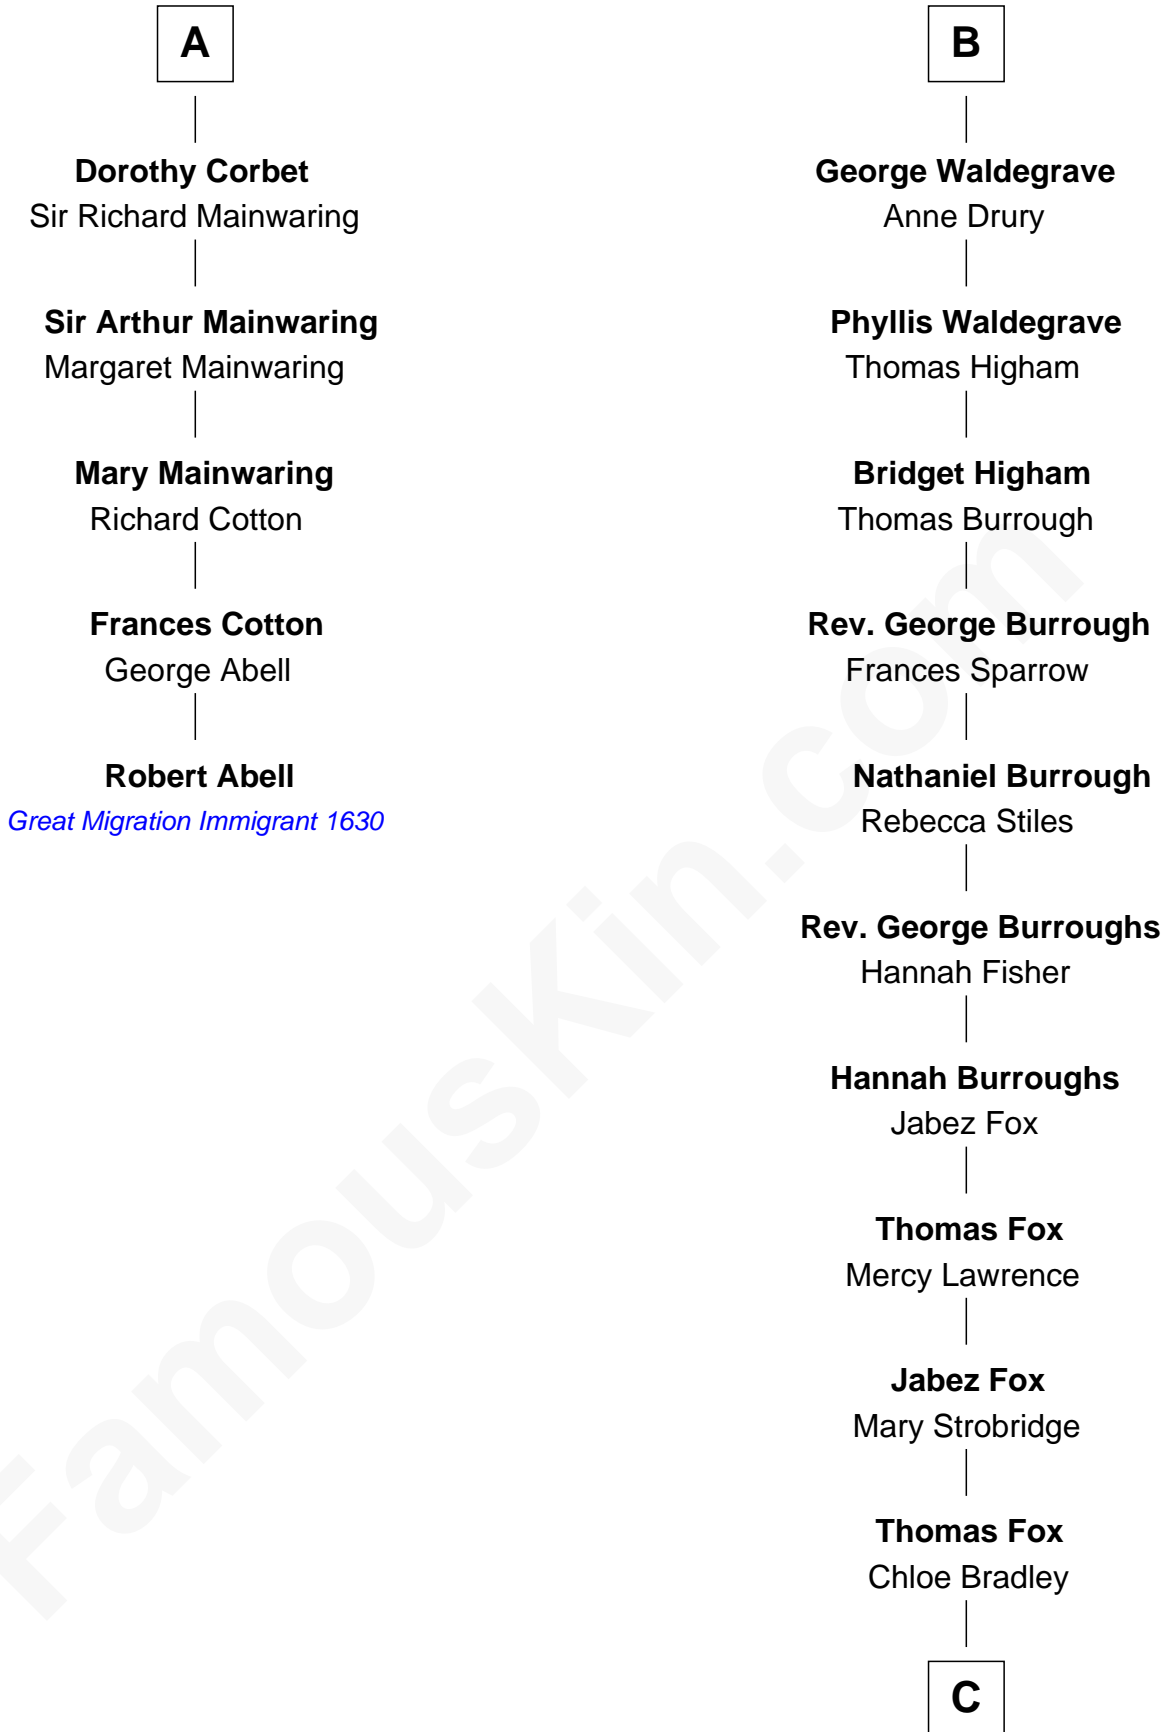 A
Dorothy Corbet
Sir Richard Mainwaring
Sir Arthur Mainwaring
Margaret Mainwaring
Mary Mainwaring
Richard Cotton
Frances Cotton
George Abell
Robert Abell
Great Migration Immigrant 1630
B
George Waldegrave
Anne Drury
Phyllis Waldegrave
Thomas Higham
Bridget Higham
Thomas Burrough
Rev. George Burrough
Frances Sparrow
Nathaniel Burrough
Rebecca Stiles
Rev. George Burroughs
Hannah Fisher
Hannah Burroughs
Jabez Fox
Thomas Fox
Mercy Lawrence
Jabez Fox
Mary Strobridge
Thomas Fox
Chloe Bradley
C
FamousKin.com